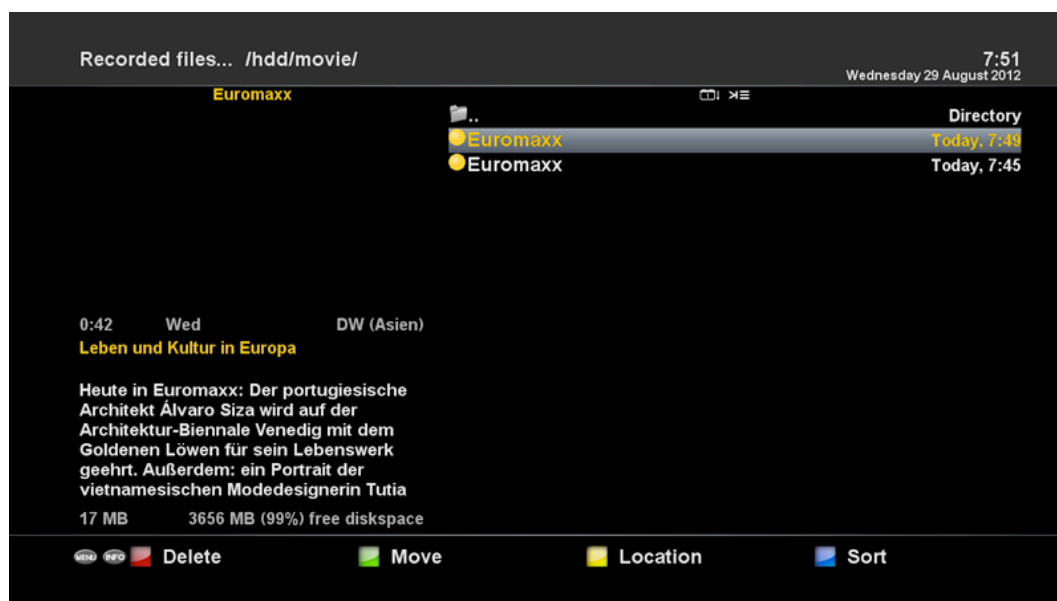 Recorded files... /hdd/movie/
7:51
Wednesday 29 August 2012
Euromaxx
..
Directory
Euromaxx
Today, 7:49
Euromaxx
Today, 7:45
0:42 Wed DW (Asien)
Leben und Kultur in Europa
Heute in Euromaxx: Der portugiesische
Architekt Álvaro Siza wird auf der
Architektur-Biennale Venedig mit dem
Goldenen Löwen für sein Lebenswerk
geehrt. Außerdem: ein Portrait der
vietnamesischen Modedesignerin Tutia
17 MB 3656 MB (99%) free diskspace
MENU INFO Delete Move Location Sort